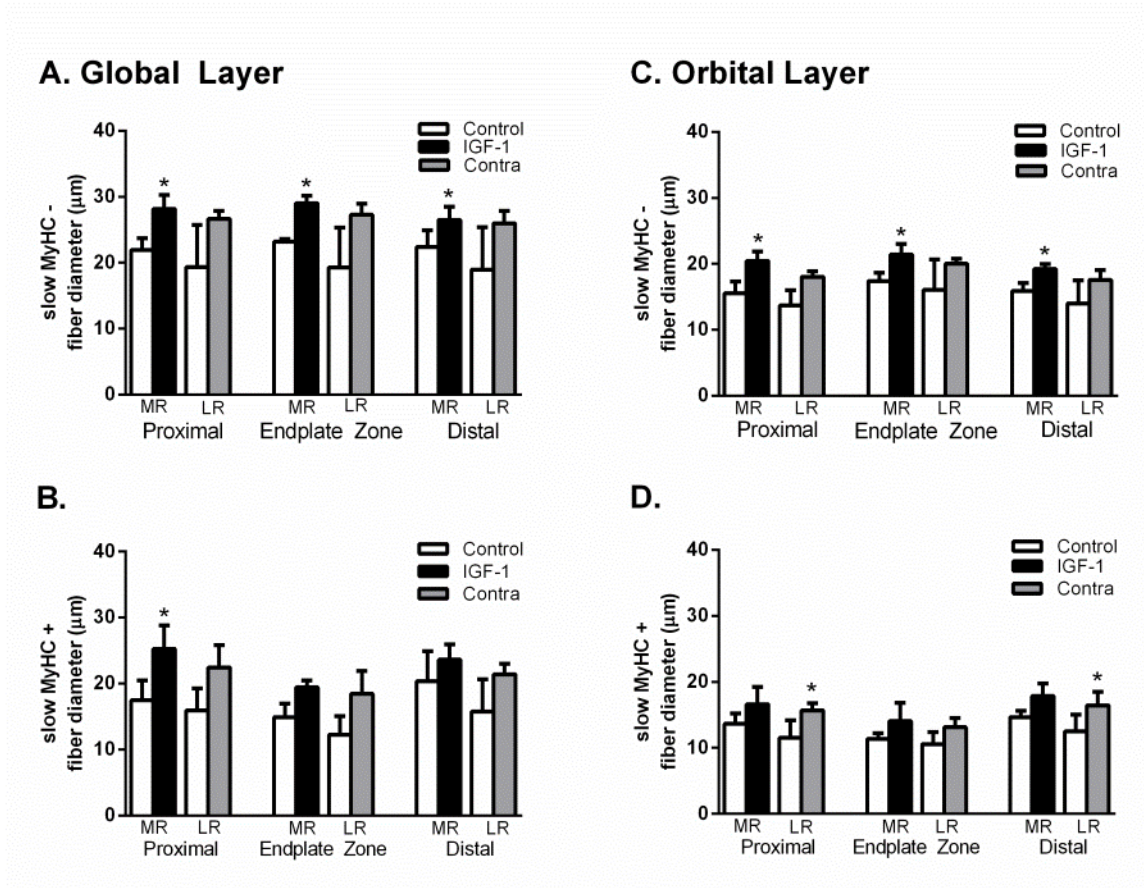 A. Global Layer
slow MyHC -
fiber diameter (μm)
40
30
20
10
0
Control
IGF-1
Contra
* * *
MR LR MR LR MR LR
Proximal Endplate Zone Distal
C. Orbital Layer
slow MyHC -
fiber diameter (μm)
40
30
20
10
0
Control
IGF-1
Contra
* * *
MR LR MR LR MR LR
Proximal Endplate Zone Distal
B.
slow MyHC +
fiber diameter (μm)
40
30
20
10
0
Control
IGF-1
Contra
*
MR LR MR LR MR LR
Proximal Endplate Zone Distal
D.
slow MyHC +
fiber diameter (μm)
40
30
20
10
0
Control
IGF-1
Contra
* *
MR LR MR LR MR LR
Proximal Endplate Zone Distal